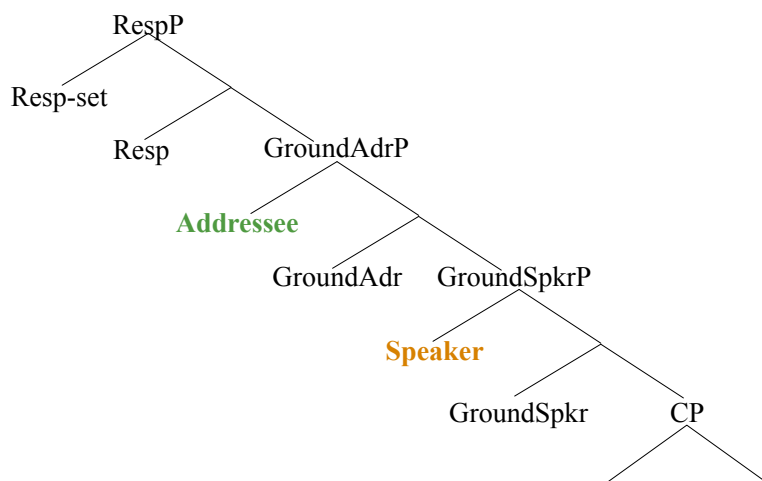 RespP
Resp-set
Resp
GroundAdrP
Addressee
GroundAdr
GroundSpkrP
Speaker
GroundSpkr
CP